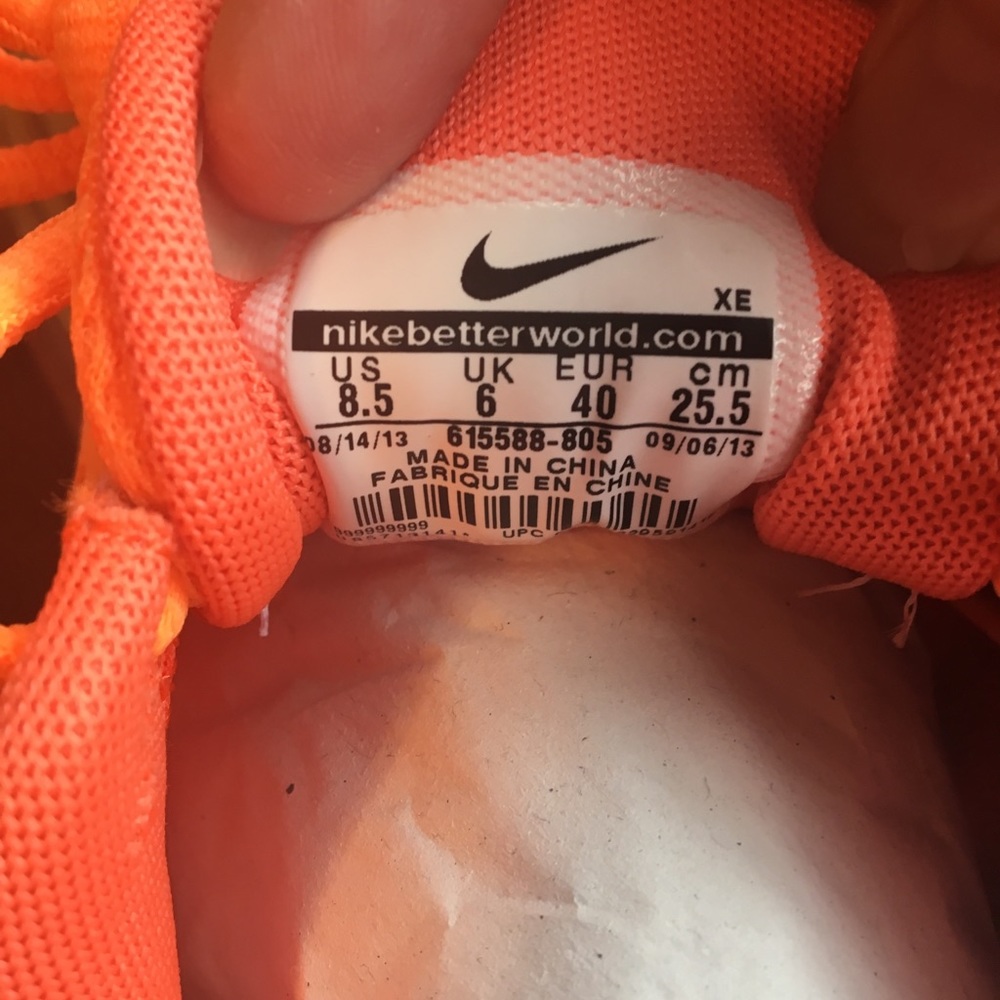 XE
nikebetterworld.com
US UK EUR cm
8.5 6 40 25.5
08/14/13 615588-805 09/06/13
MADE IN CHINA
FABRIQUE EN CHINE
UPC